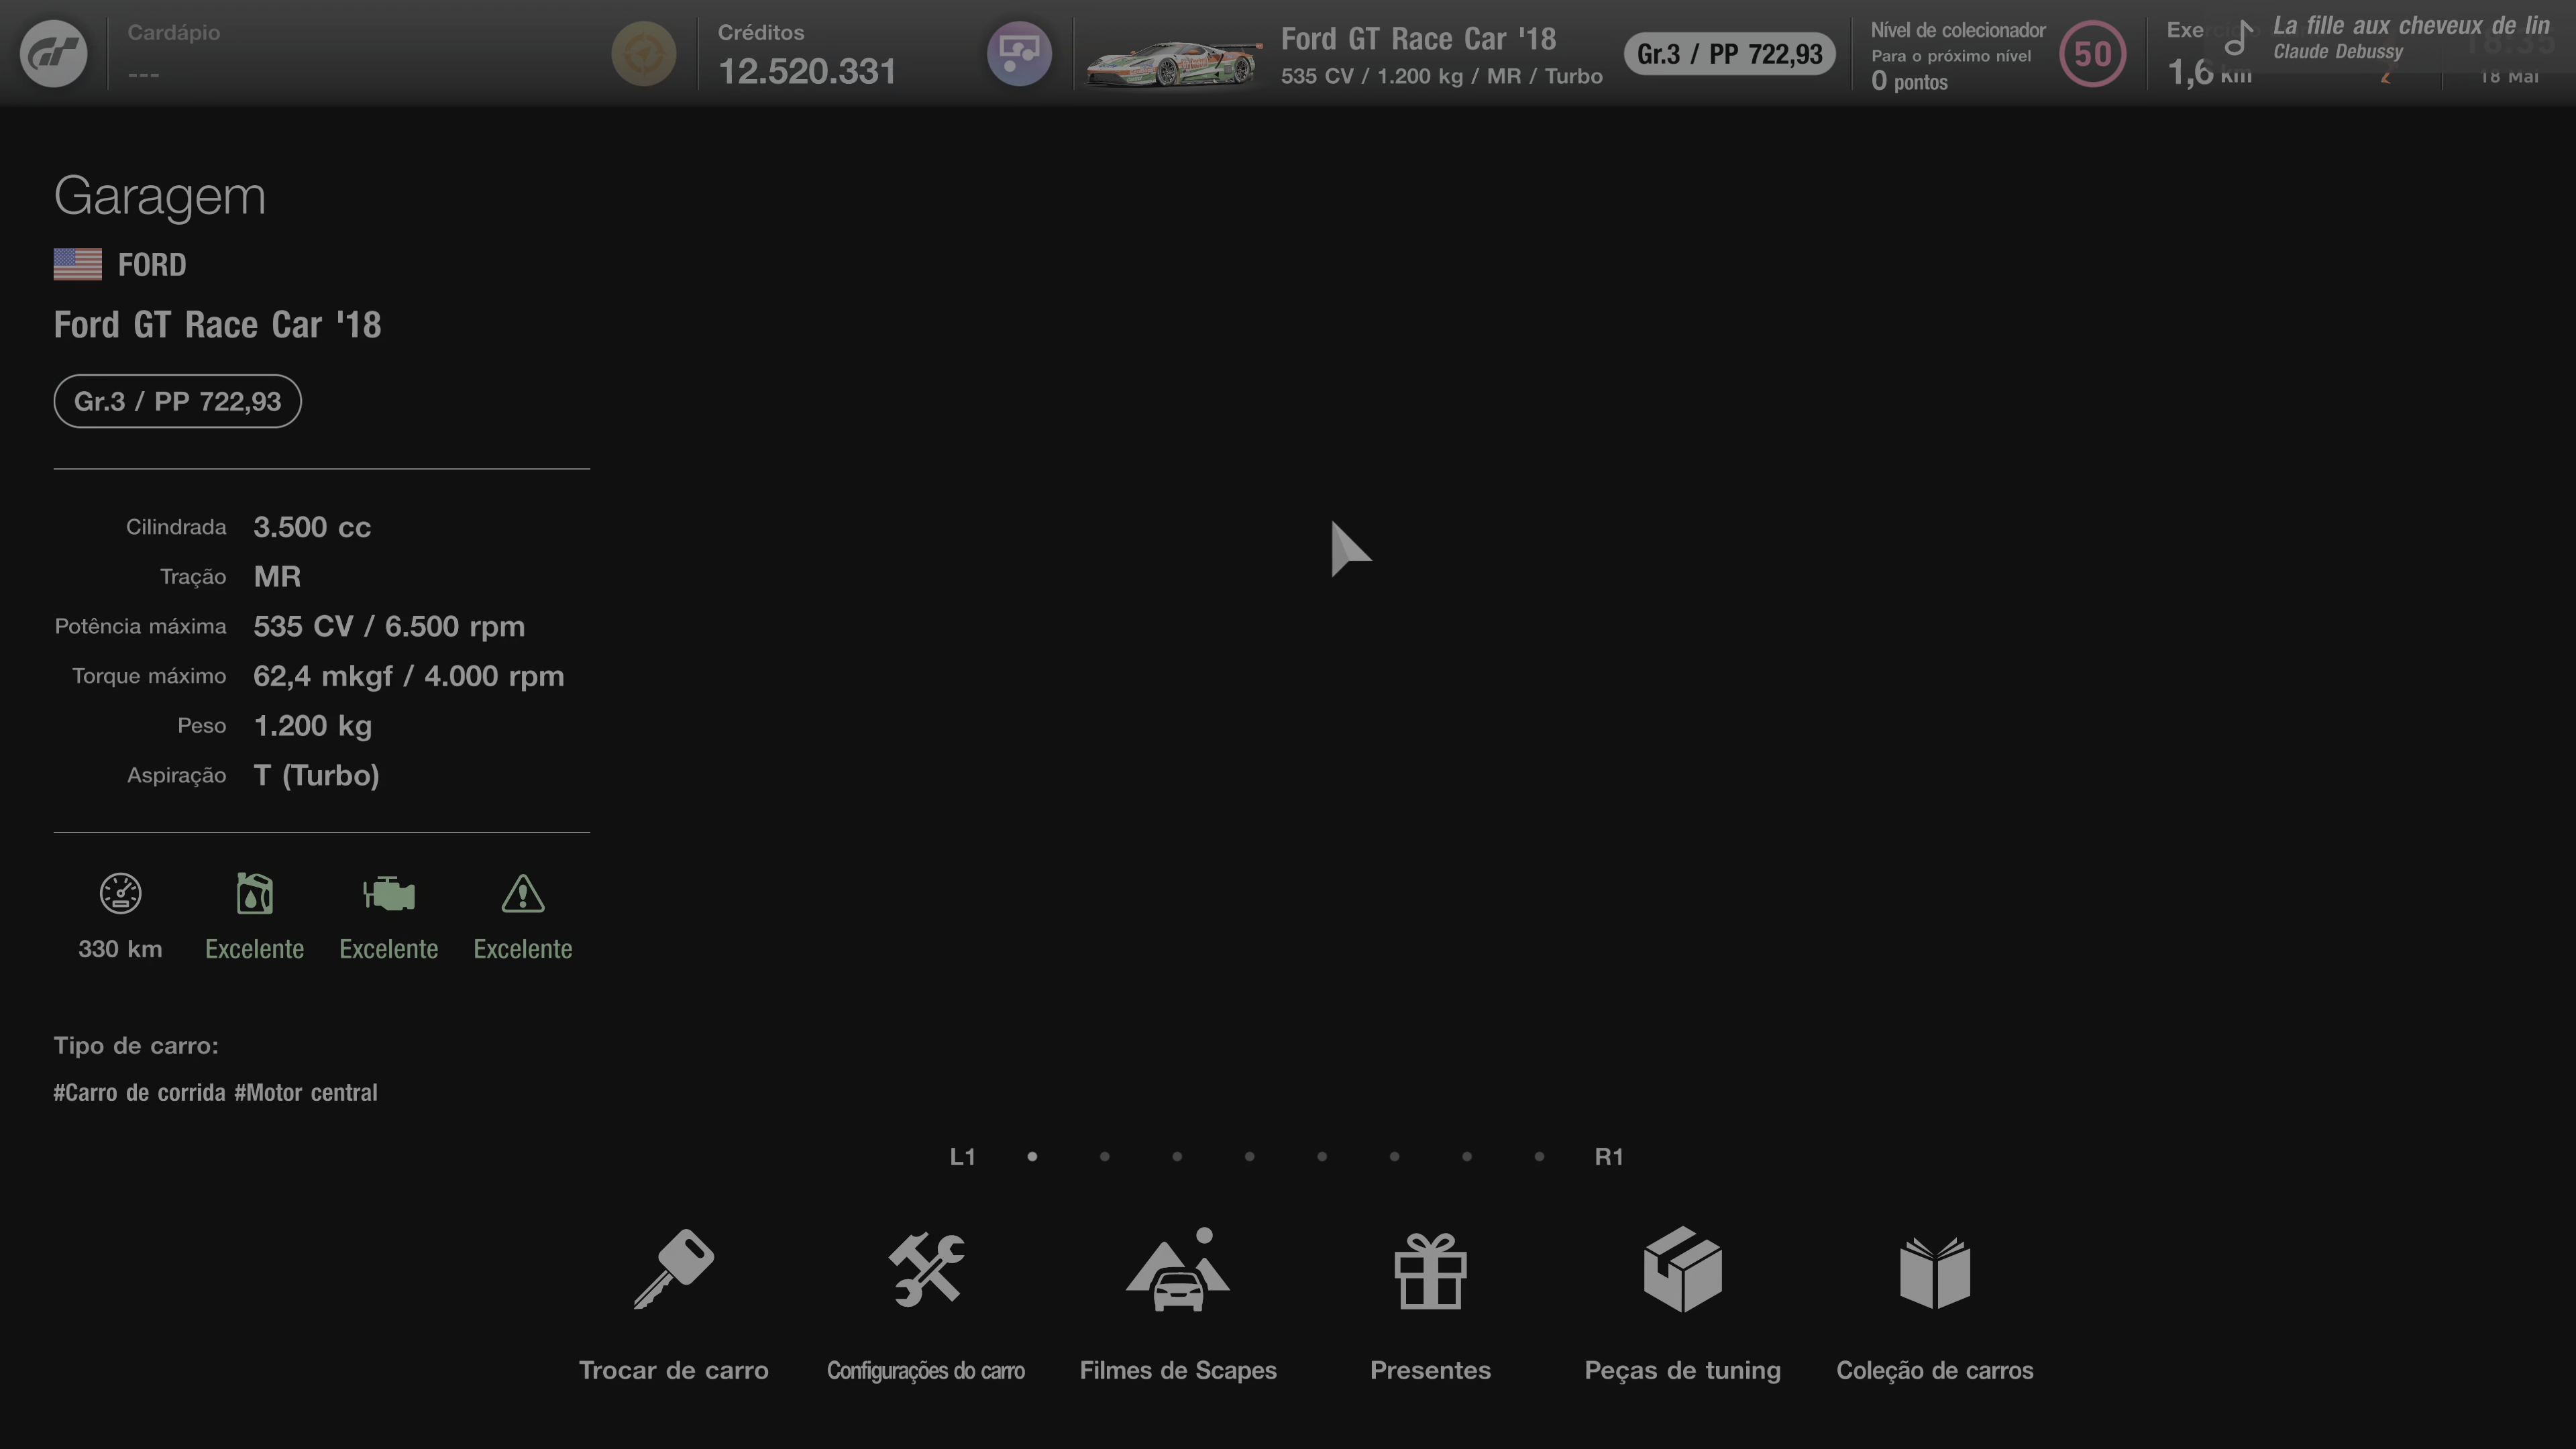 Cardápio
---
Créditos
12.520.331
Ford GT Race Car '18
535 CV / 1.200 kg / MR / Turbo
Gr.3 / PP 722,93
Nível de colecionador
Para o próximo nível
0 pontos
50
1,6 km
La fille aux cheveux de lin
Claude Debussy
18 Mai
Garagem
FORD
Ford GT Race Car '18
Gr.3 / PP 722,93
Cilindrada 3.500 cc
Tração MR
Potência máxima 535 CV / 6.500 rpm
Torque máximo 62,4 mkgf / 4.000 rpm
Peso 1.200 kg
Aspiração T (Turbo)
330 km Excelente Excelente Excelente
Tipo de carro:
#Carro de corrida #Motor central
L1 R1
Trocar de carro Configurações do carro Filmes de Scapes Presentes Peças de tuning Coleção de carros